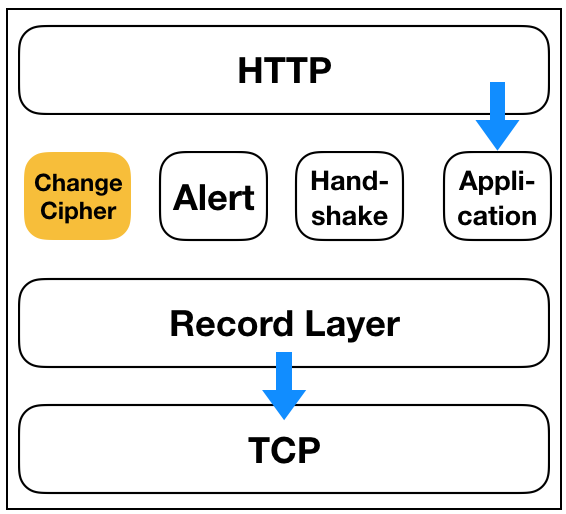 HTTP
Change
Cipher
Alert
Hand-
shake
Appli-
cation
Record Layer
TCP